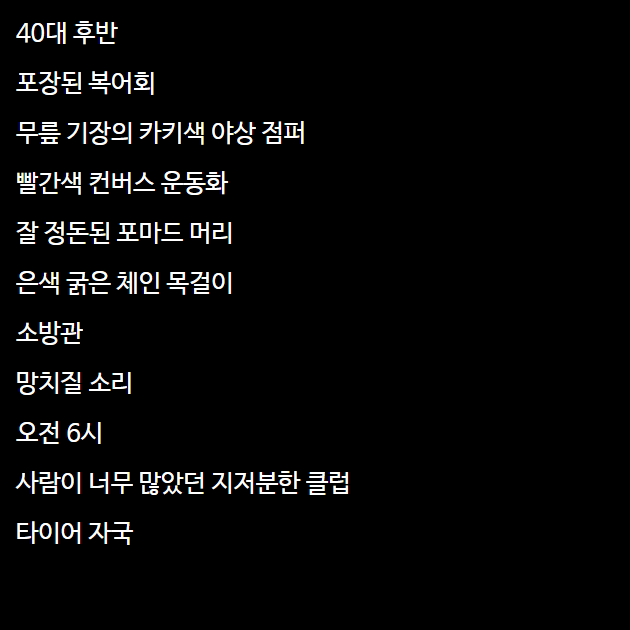 40대 후반
포장된 복어회
무릎 기장의 카키색 야상 점퍼
빨간색 컨버스 운동화
잘 정돈된 포마드 머리
은색 굵은 체인 목걸이
소방관
망치질 소리
오전 6시
사람이 너무 많았던 지저분한 클럽
타이어 자국